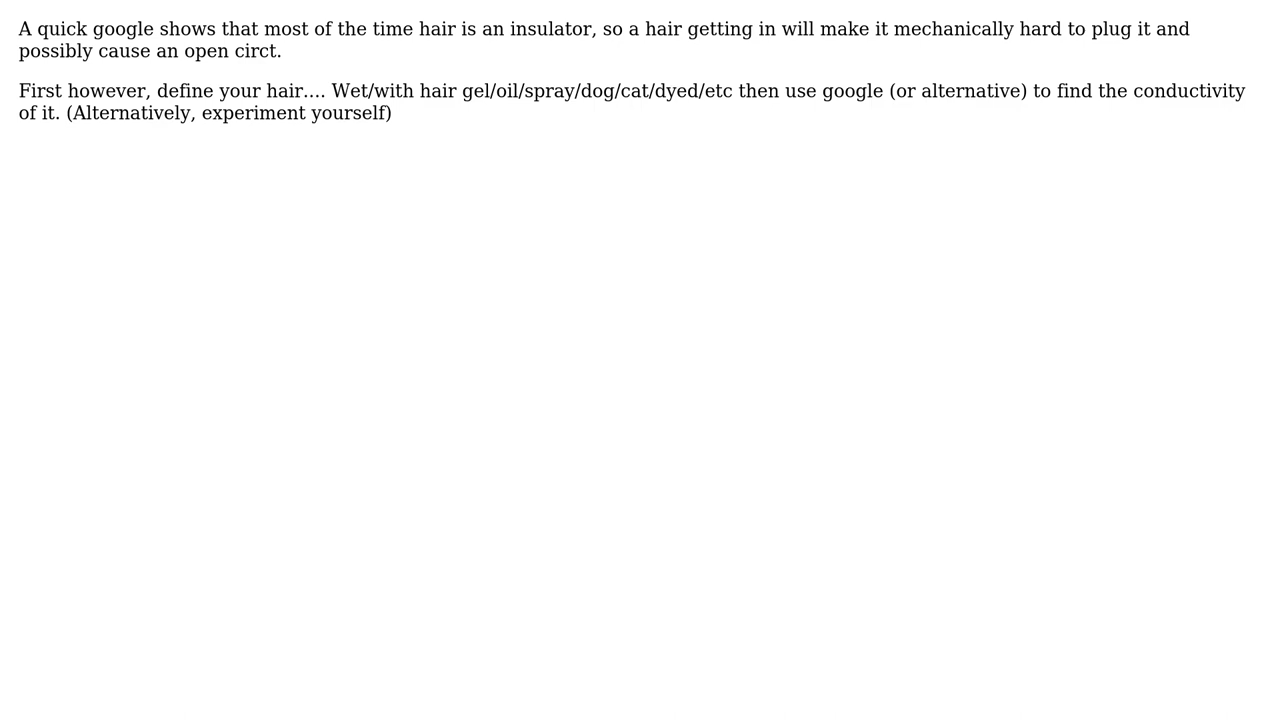 A quick google shows that most of the time hair is an insulator, so a hair getting in will make it mechanically hard to plug it and
possibly cause an open circt.
First however, define your hair.... Wet/with hair gel/oil/spray/dog/cat/dyed/etc then use google (or alternative) to find the conductivity
of it. (Alternatively, experiment yourself)